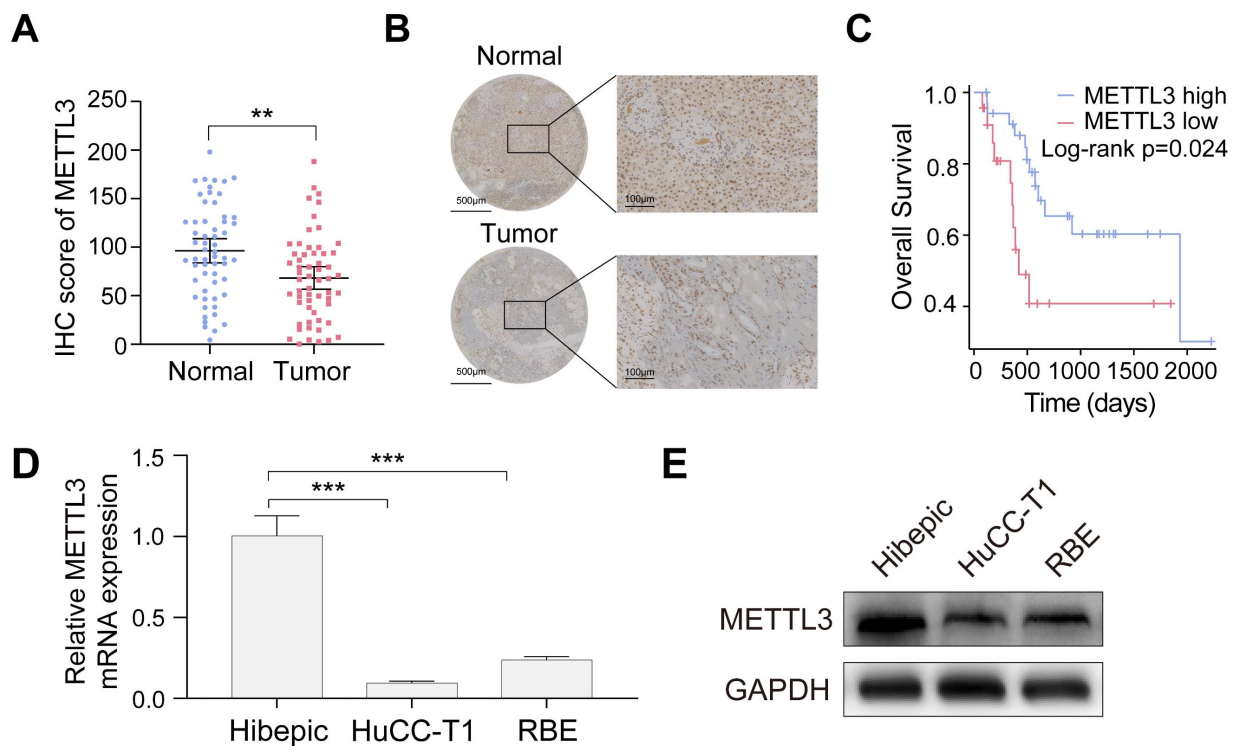 A
IHC score of METTL3
250
200
150
100
50
0
**
Normal Tumor
B
Normal
500μm
100μm
Tumor
500μm
100μm
C
METTL3 high
METTL3 low
Log-rank p=0.024
Overall Survival
1.0
0.8
0.6
0.4
0 500 1000 1500 2000
Time (days)
D
Relative METTL3
mRNA expression
1.5
1.0
0.5
0.0
***
***
Hibepic HuCC-T1 RBE
E
Hibepic HuCC-T1 RBE
METTL3
GAPDH